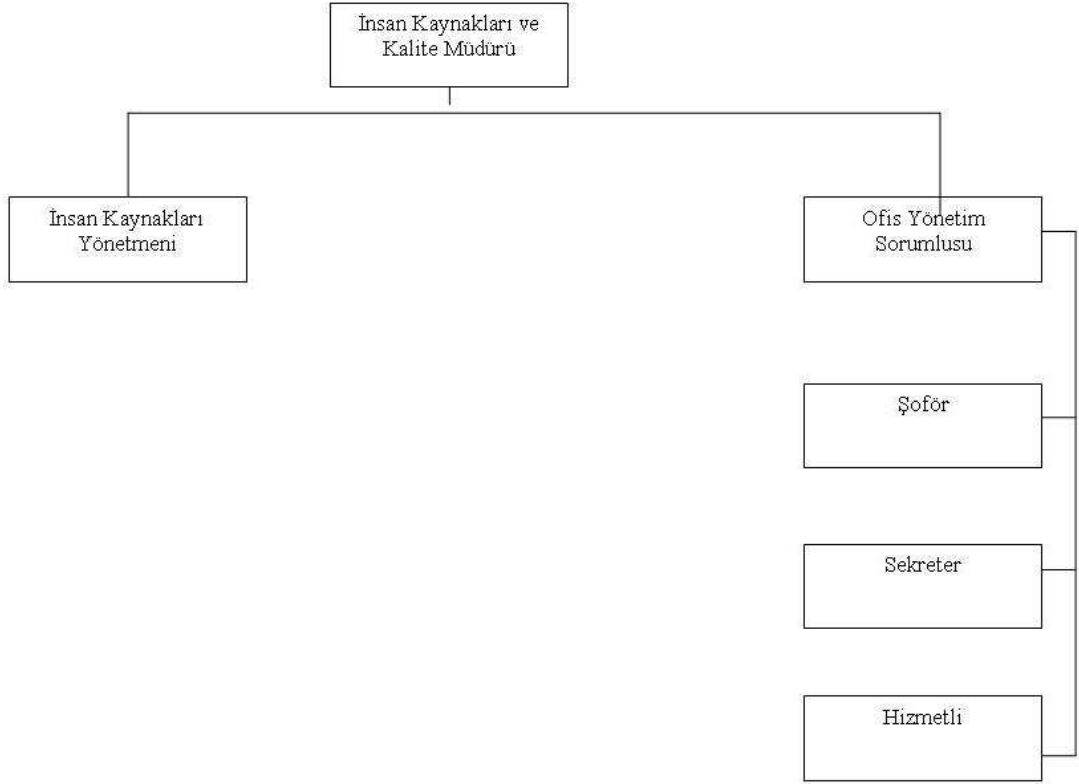 İnsan Kaynakları ve
Kalite Müdürü
İnsan Kaynakları
Yönetmeni
Ofis Yönetim
Sorumlusu
Şoför
Sekreter
Hizmetli